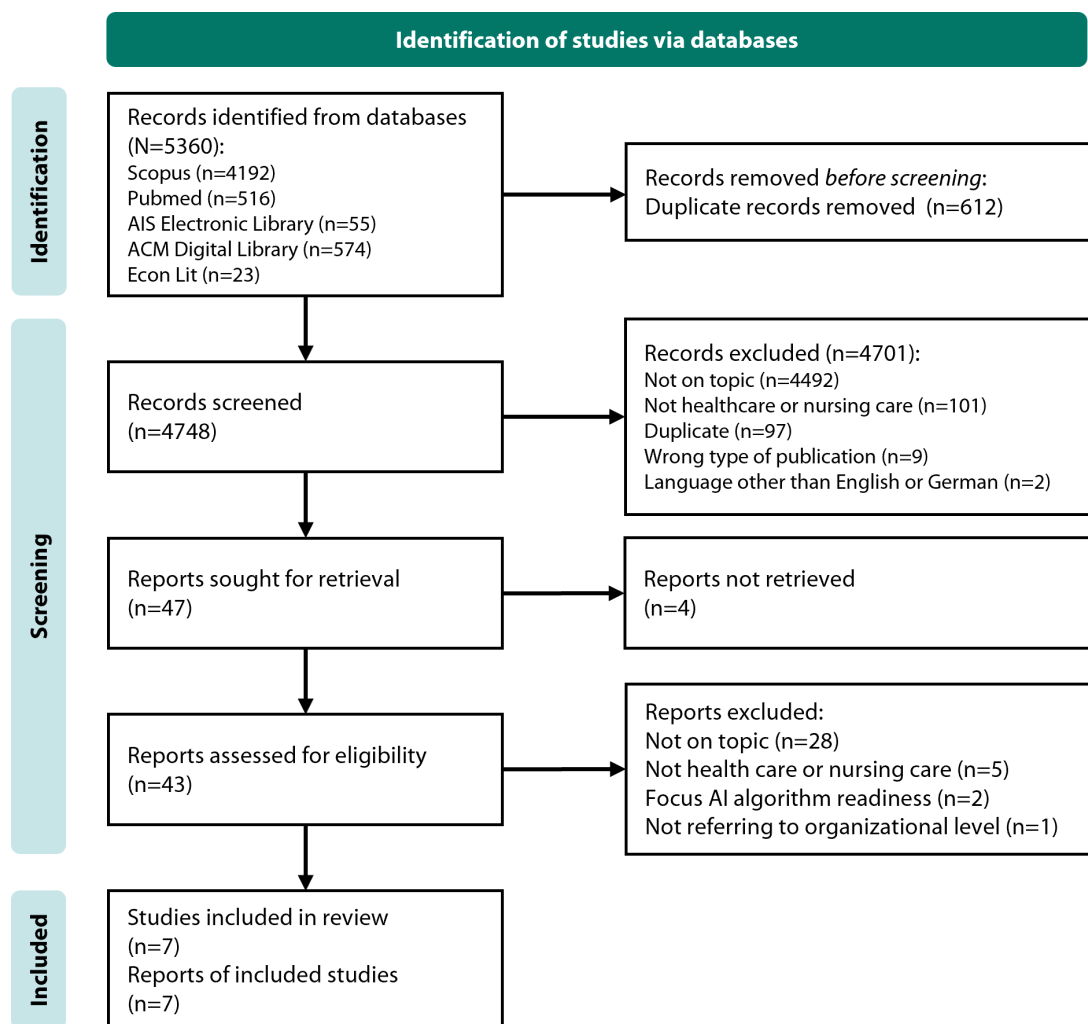 Identification of studies via databases
Identification
Records identified from databases
(N=5360):
Scopus (n=4192)
Pubmed (n=516)
AIS Electronic Library (n=55)
ACM Digital Library (n=574)
Econ Lit (n=23)
Records removed before screening:
Duplicate records removed (n=612)
Screening
Records screened
(n=4748)
Records excluded (n=4701):
Not on topic (n=4492)
Not healthcare or nursing care (n=101)
Duplicate (n=97)
Wrong type of publication (n=9)
Language other than English or German (n=2)
Reports sought for retrieval
(n=47)
Reports not retrieved
(n=4)
Reports assessed for eligibility
(n=43)
Reports excluded:
Not on topic (n=28)
Not health care or nursing care (n=5)
Focus AI algorithm readiness (n=2)
Not referring to organizational level (n=1)
Included
Studies included in review
(n=7)
Reports of included studies
(n=7)